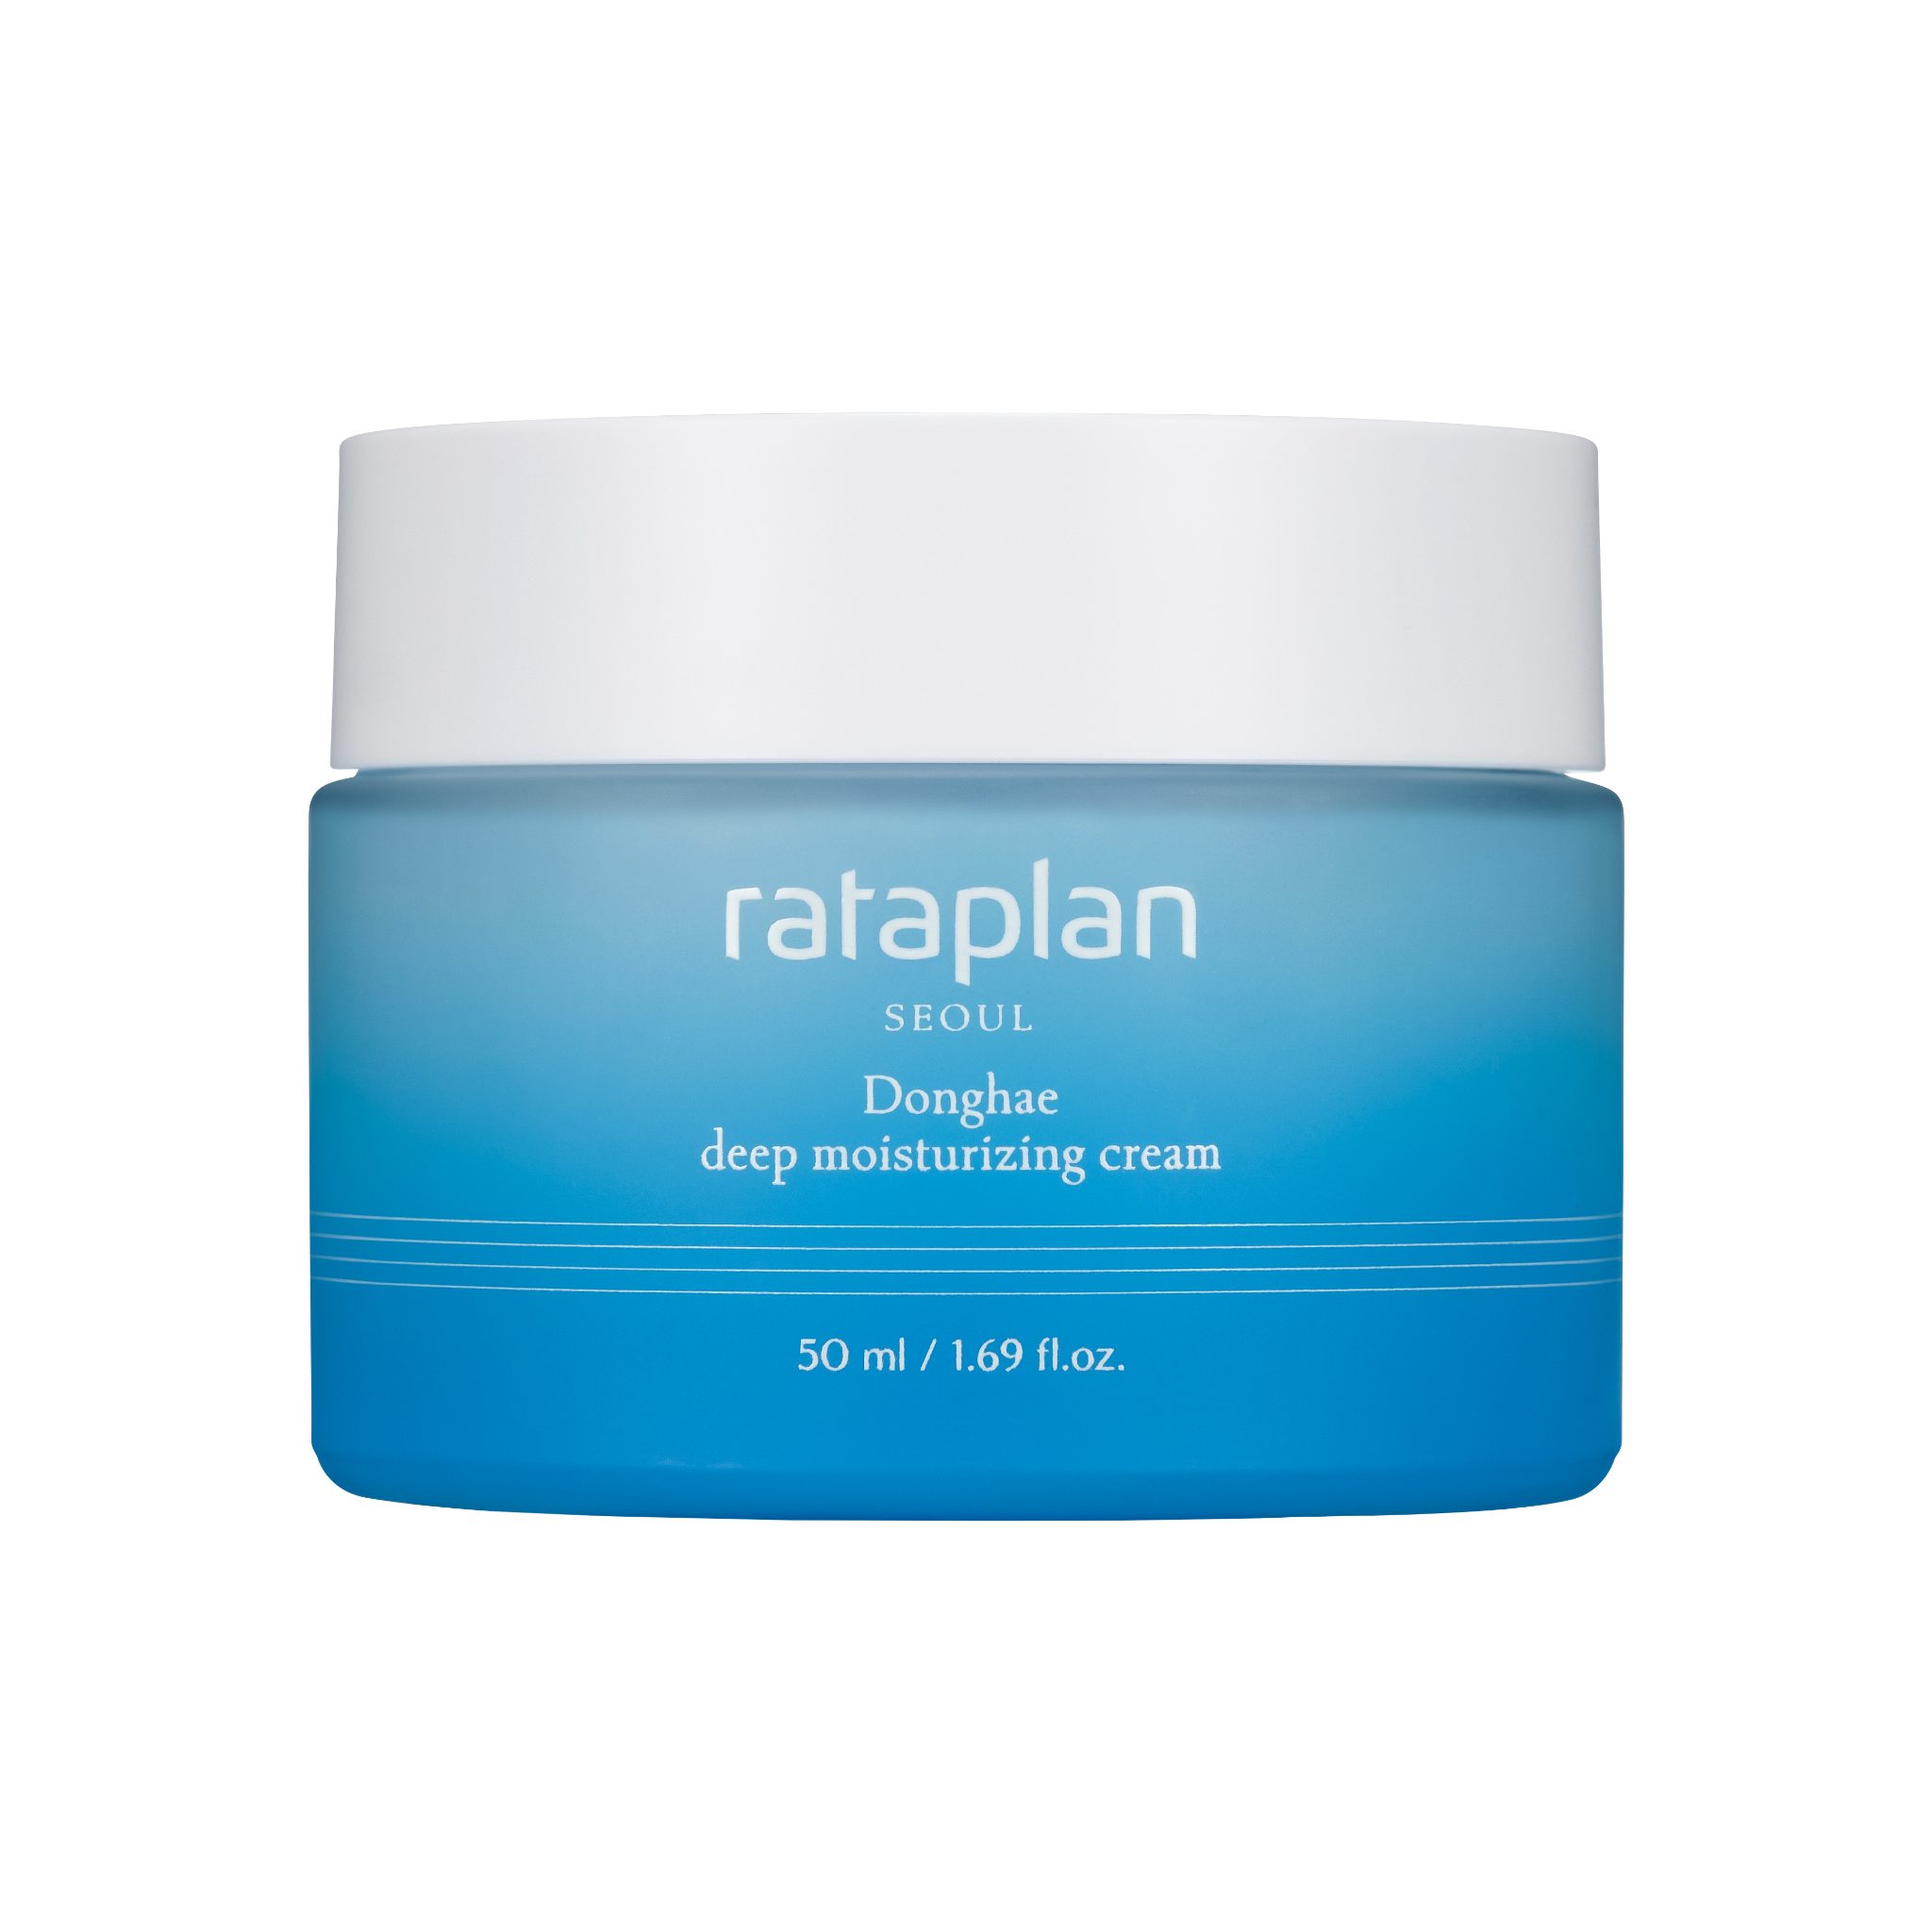 rataplan
SEOUL
Donghae
deep moisturizing cream
50 ml / 1.69 fl.oz.